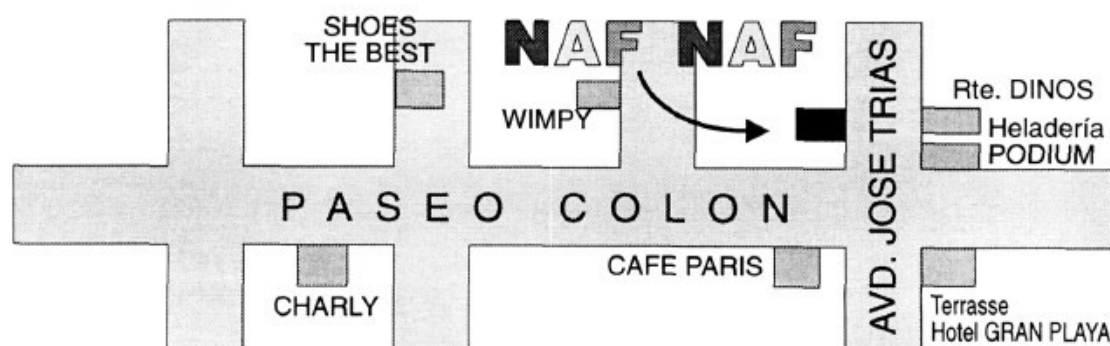 SHOES
THE BEST
NAF NAF
WIMPY
Rte. DINOS
Heladería
PODIUM
AVD. JOSE TRIAS
PASEO COLON
CHARLY
CAFE PARIS
Terrasse
Hotel GRAN PLAYA